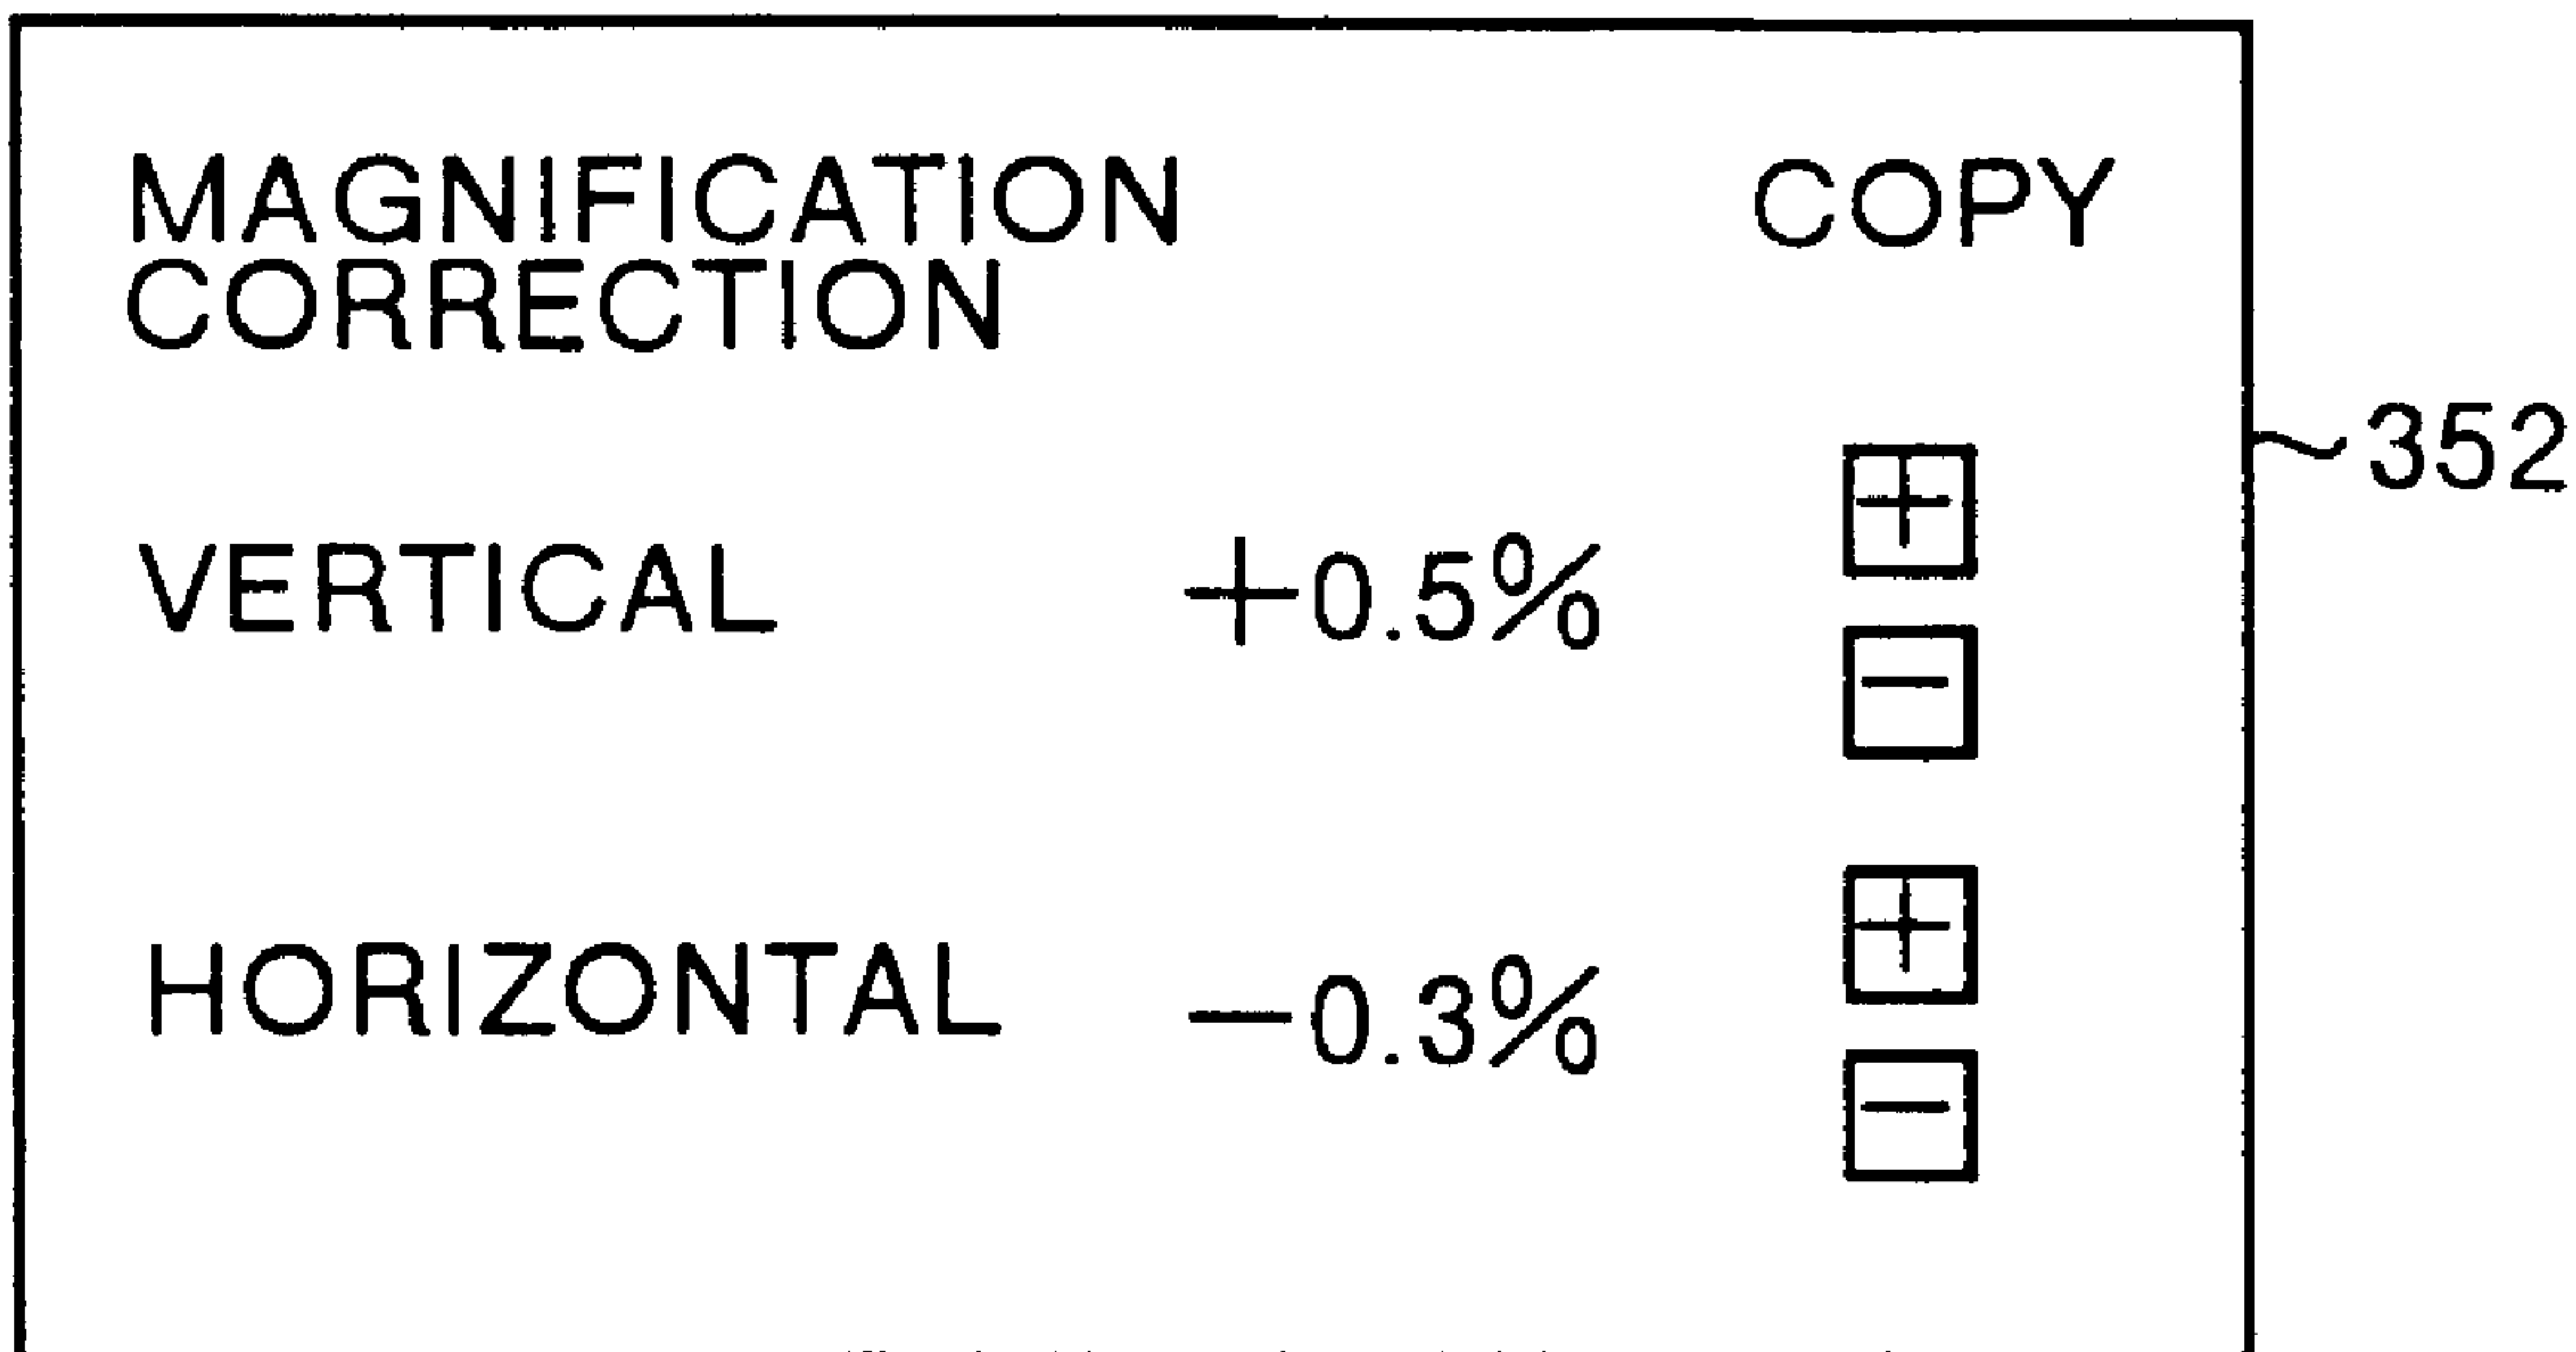 MAGNIFICATION COPY
CORRECTION
352
+
VERTICAL +0.5%
−
+
HORIZONTAL −0.3%
−